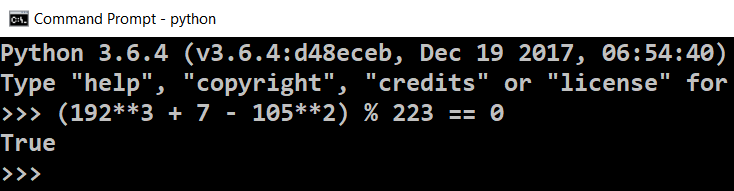 Command Prompt - python
Python 3.6.4 (v3.6.4:d48eceb, Dec 19 2017, 06:54:40)
Type "help", "copyright", "credits" or "license" for
>>> (192**3 + 7 - 105**2) % 223 == 0
True
>>>